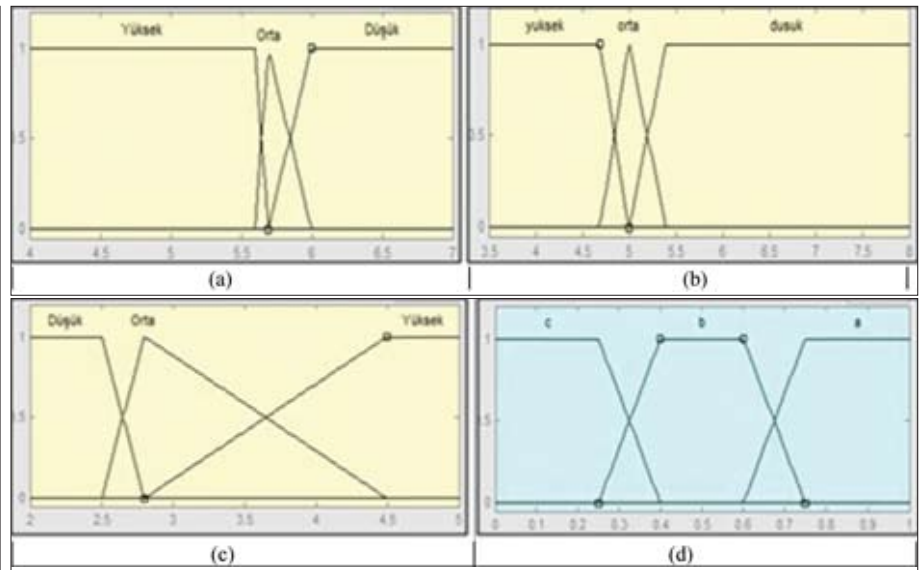 Yüksek Orta Düşük
1
0.5
0
4 4.5 5 5.5 6 6.5 7
(a)
yuksek orta dusuk
1
0.5
0
3.5 4 4.5 5 5.5 6 6.5 7 7.5 8
(b)
Düşük Orta Yüksek
1
0.5
0
2 2.5 3 3.5 4 4.5 5
(c)
c b a
1
0.5
0
0 0.1 0.2 0.3 0.4 0.5 0.6 0.7 0.8 0.9 1
(d)